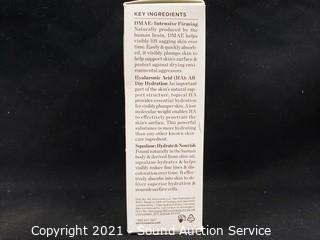 KEY INGREDIENTS
DMAE: Intensive Firming
Naturally produced by the
human brain, DMAE helps
visibly lift sagging skin over
time. Easily & quickly absorb-
ed, it visibly plumps skin to
help support skin's surface &
protect against drying envi-
ronmental aggressors.
Hyaluronic Acid (HA): All
Day Hydration An important
part of the skin's natural sup-
port structure, topical HA
provides essential hydration
for visibly plumper skin. A low
molecular weight enables HA
to effectively penetrate the
skin's surface. This powerful
substance is more hydrating
than any other known skin
care ingredient.
Squalane: Hydrate & Nourish
Found naturally in the human
body & derived from olive oil,
squalane hydrates & helps
visibly reduce fine lines & dis-
coloration over time. It effect-
ively absorbs into skin to
deliver superior hydration &
nourish surface cells.
Copyright 2021 - Sound Auction Service